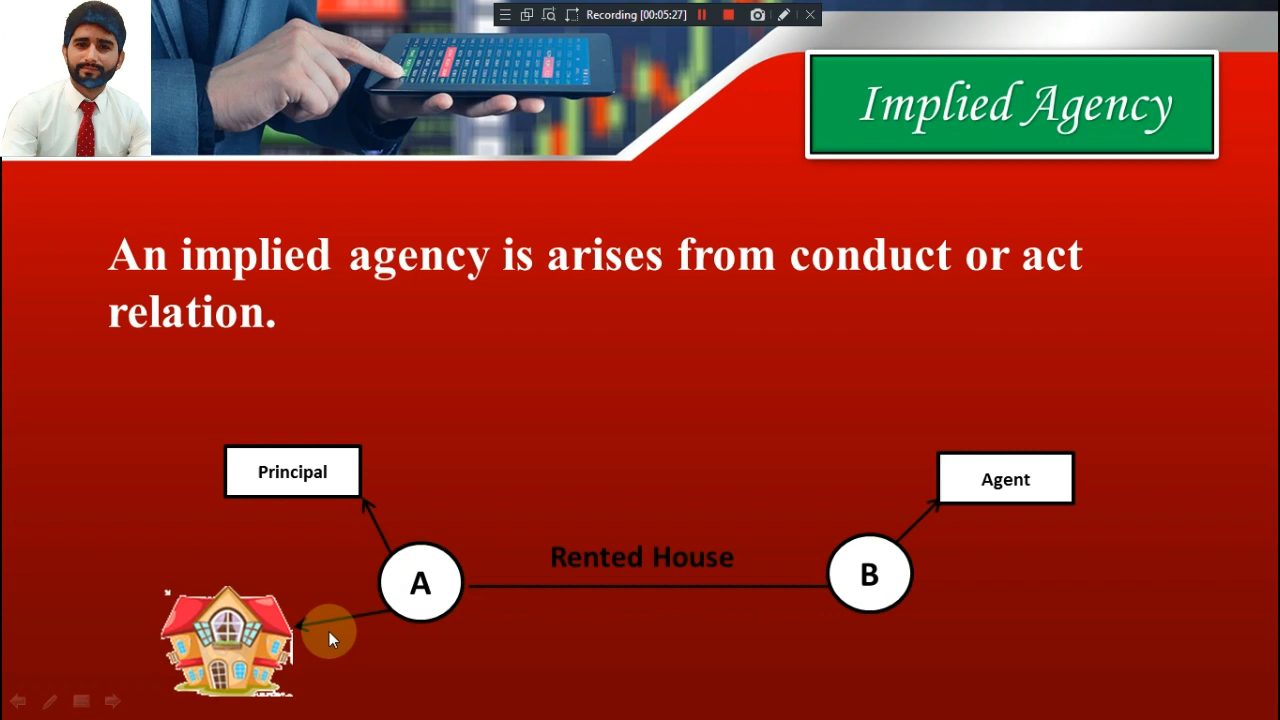 Recording [00:05:27]
Implied Agency
An implied agency is arises from conduct or act
relation.
Principal
Agent
Rented House
A
B